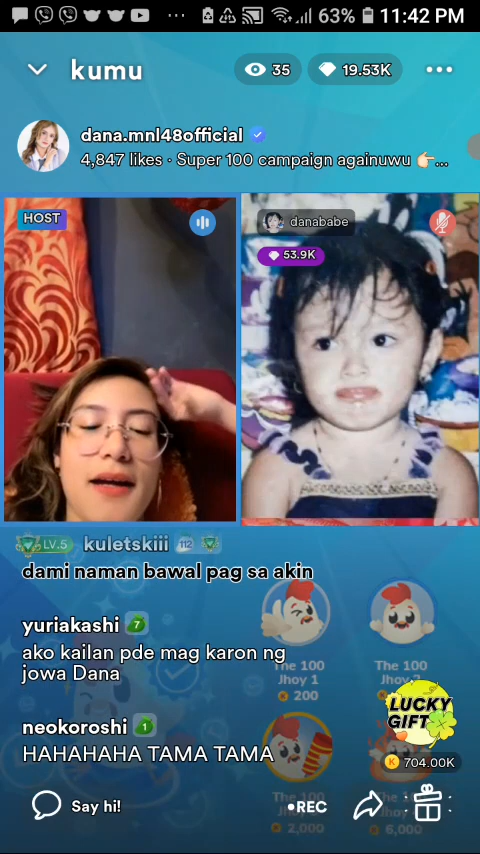 63% 11:42 PM
kumu
35
19.53K
dana.mnl48official
4,847 likes · Super 100 campaign againuwu 👉🏻...
HOST
danababe
53.9K
LV.5 kuletskiii 112
dami naman bawal pag sa akin
yuriakashi 7
ako kailan pde mag karon ng
jowa Dana
neokoroshi 1
HAHAHAHA TAMA TAMA
The 100
Jhoy 1
200
The 100
Jhoy
LUCKY
GIFT
K 704.00K
The 100
2,000
6,000
Say hi!
REC